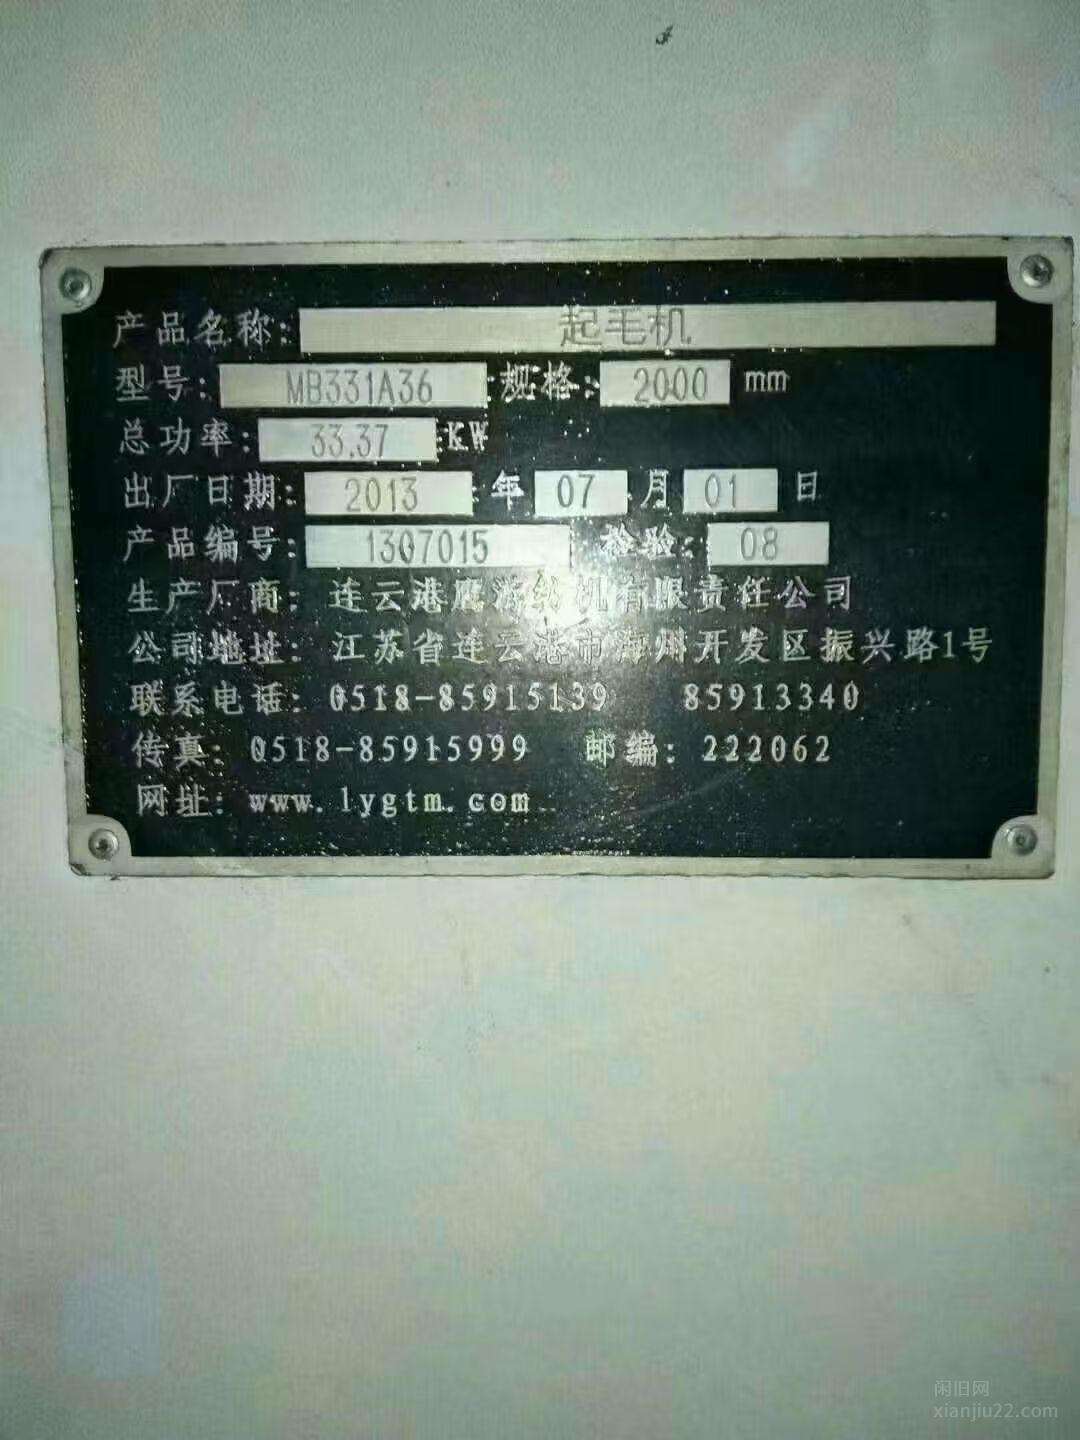 产品名称: 起毛机
型号: MB331A36 规格: 2000 mm
总功率: 33.37 KW
出厂日期: 2013 年 07 月 01 日
产品编号: 1307015 检验: 08
生产厂商: 连云港鹰游纺机有限责任公司
公司地址: 江苏省连云港市海州开发区振兴路1号
联系电话: 0518-85915139 85913340
传真: 0518-85915999 邮编: 222062
网址: www.lygtm.com
闲旧网
xianjiu22.com